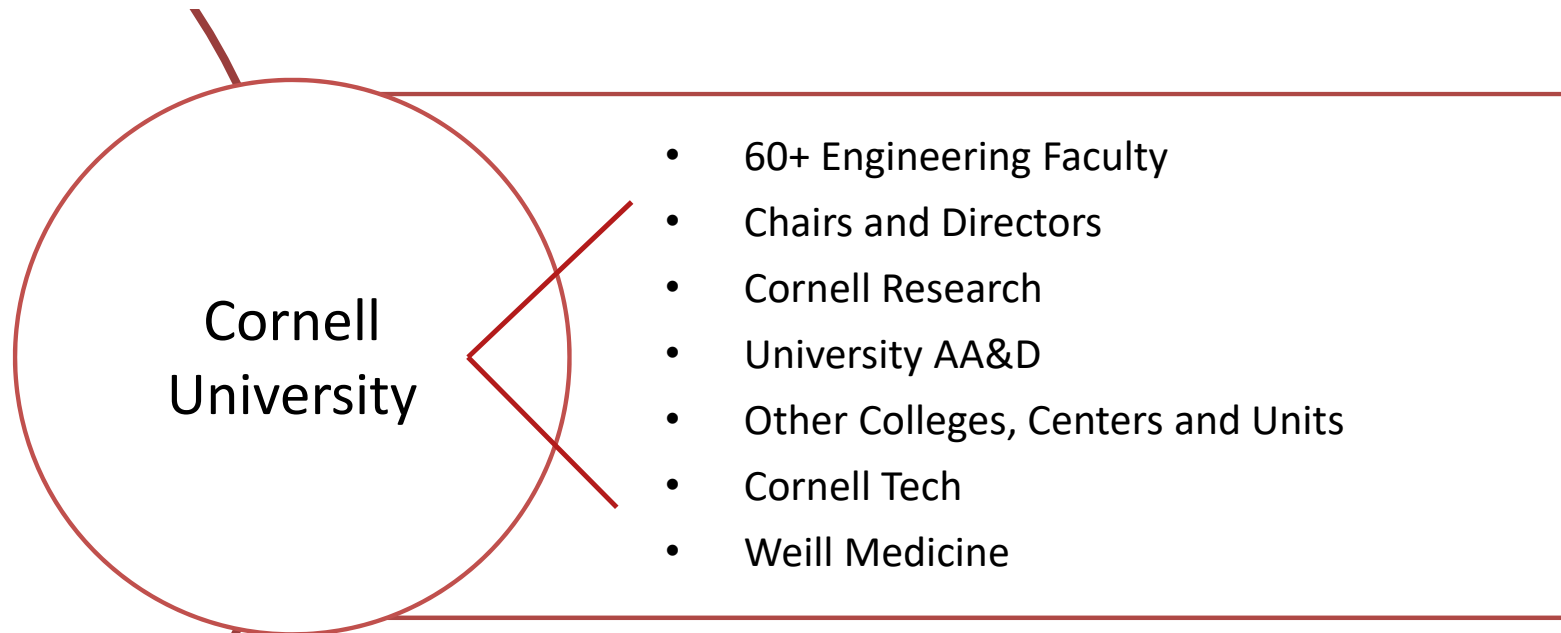 Cornell
University
• 60+ Engineering Faculty
• Chairs and Directors
• Cornell Research
• University AA&D
• Other Colleges, Centers and Units
• Cornell Tech
• Weill Medicine